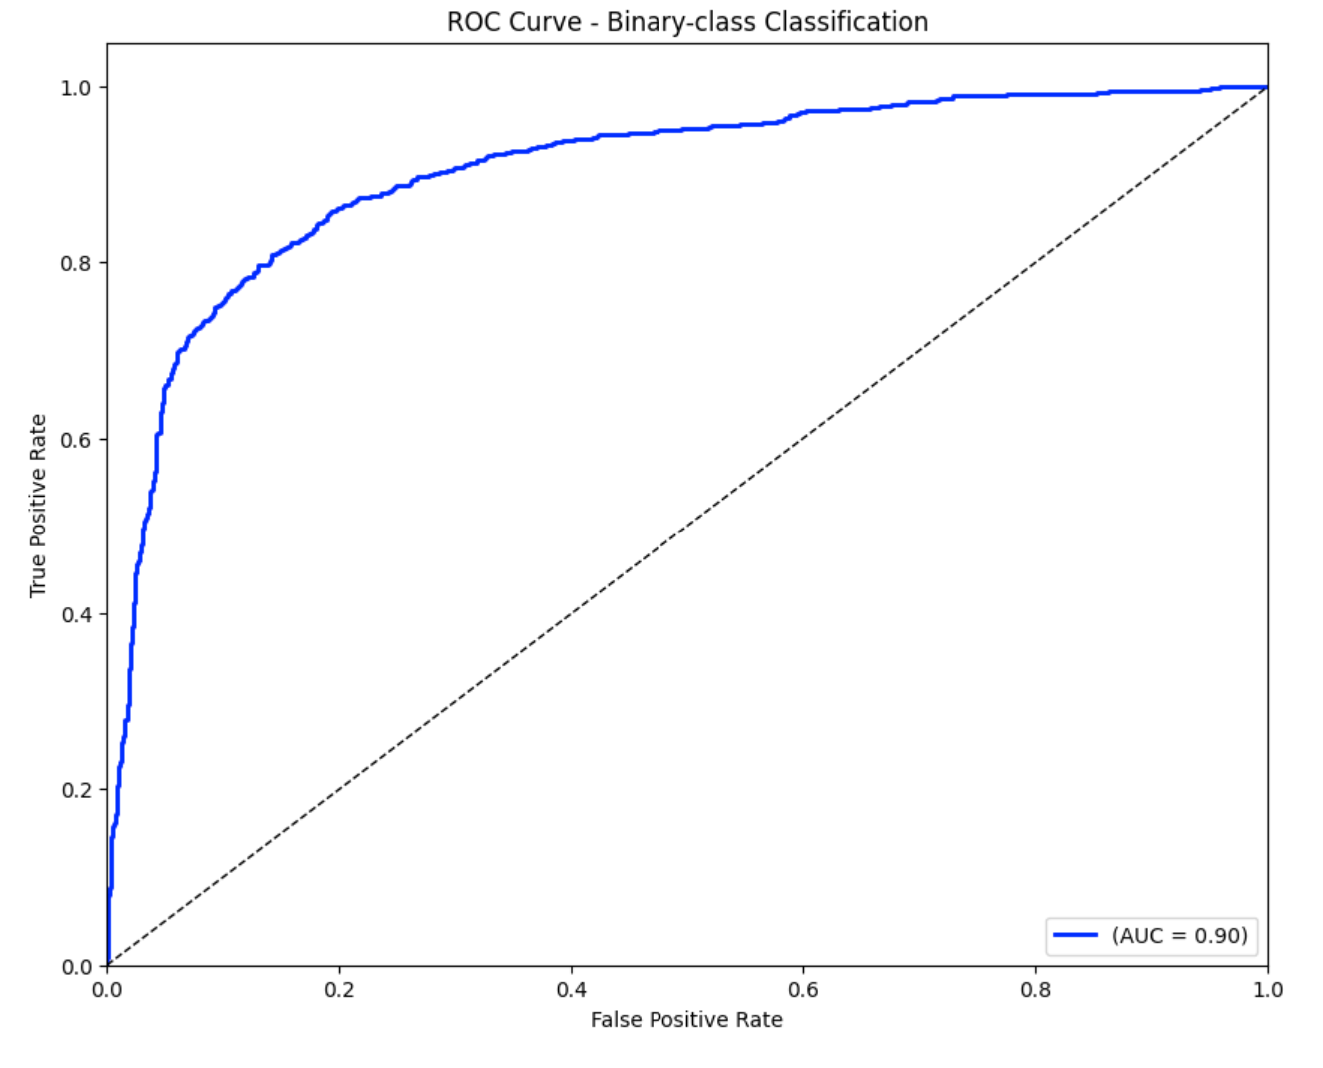 ROC Curve - Binary-class Classification
1.0
0.8
0.6
0.4
0.2
0.0
True Positive Rate
(AUC = 0.90)
0.0 0.2 0.4 0.6 0.8 1.0
False Positive Rate